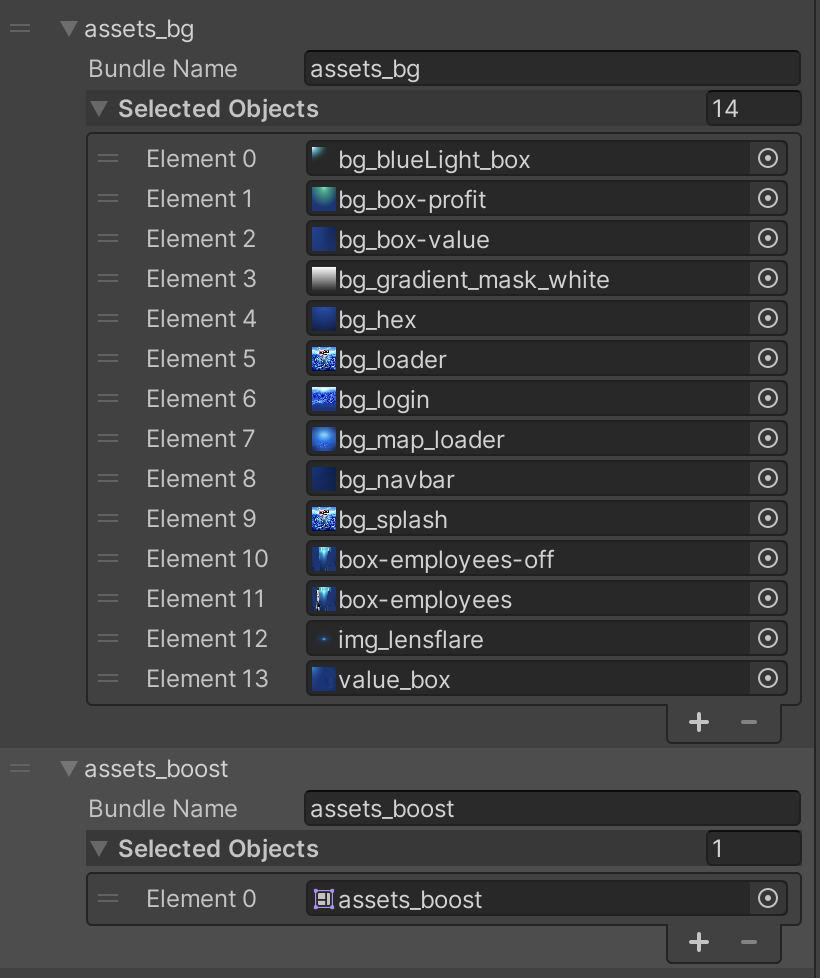 assets_bg
Bundle Name assets_bg
Selected Objects 14
Element 0 bg_blueLight_box
Element 1 bg_box-profit
Element 2 bg_box-value
Element 3 bg_gradient_mask_white
Element 4 bg_hex
Element 5 bg_loader
Element 6 bg_login
Element 7 bg_map_loader
Element 8 bg_navbar
Element 9 bg_splash
Element 10 box-employees-off
Element 11 box-employees
Element 12 img_lensflare
Element 13 value_box
assets_boost
Bundle Name assets_boost
Selected Objects 1
Element 0 assets_boost